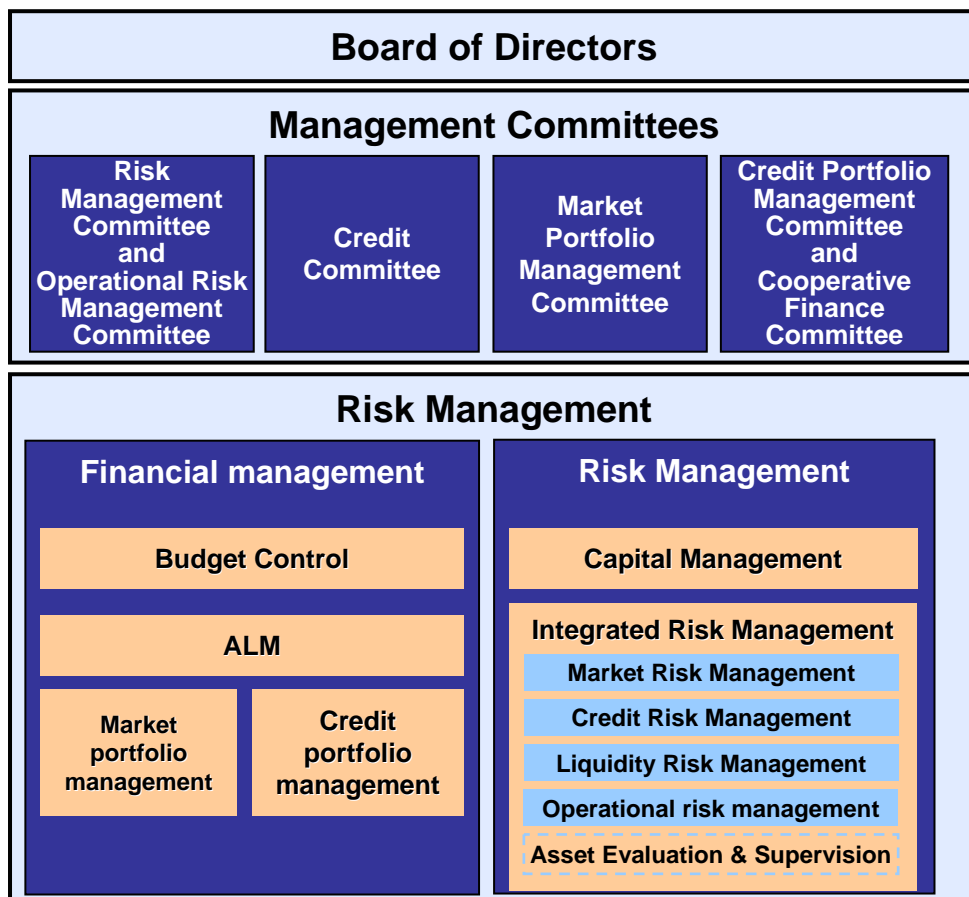 Board of Directors
Management Committees
Risk
Management
Committee
and
Operational Risk
Management
Committee
Credit
Committee
Market
Portfolio
Management
Committee
Credit Portfolio
Management
Committee
and
Cooperative
Finance
Committee
Risk Management
Financial management
Budget Control
ALM
Market
portfolio
management
Credit
portfolio
management
Risk Management
Capital Management
Integrated Risk Management
Market Risk Management
Credit Risk Management
Liquidity Risk Management
Operational risk management
Asset Evaluation & Supervision